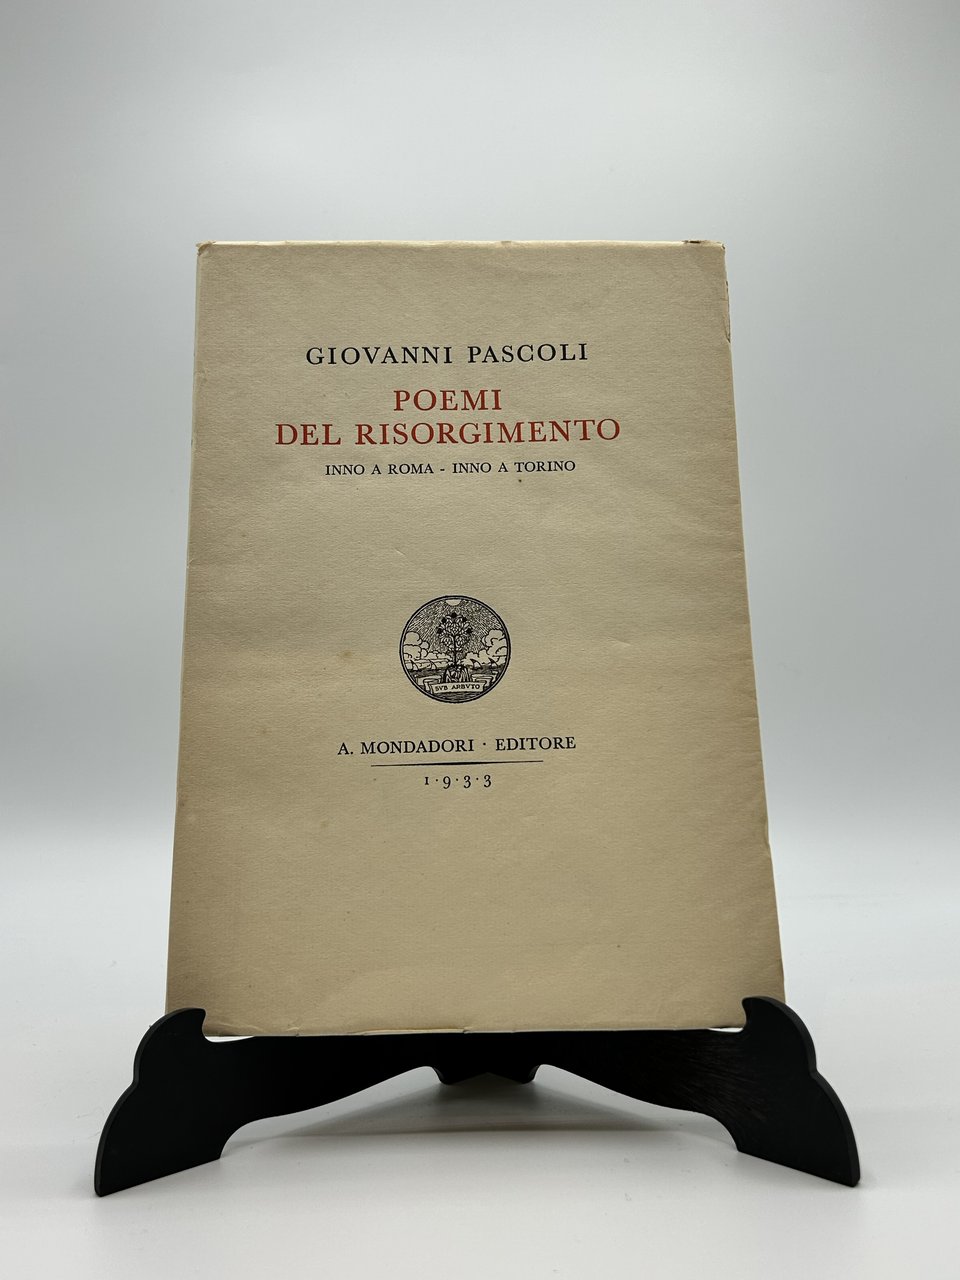 GIOVANNI PASCOLI
POEMI
DEL RISORGIMENTO
INNO A ROMA - INNO A TORINO
SVB ARBVTO
A. MONDADORI · EDITORE
1·9·3·3